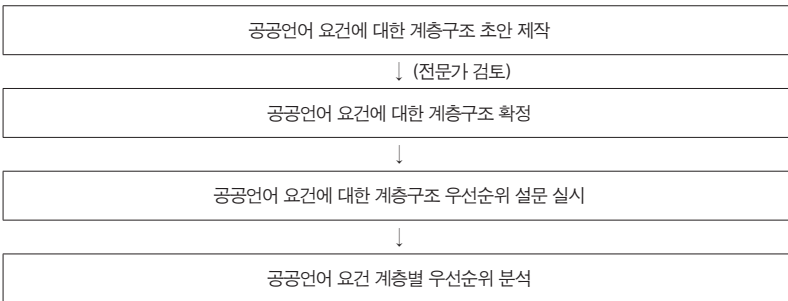 공공언어 요건에 대한 계층구조 초안 제작
↓ (전문가 검토)
공공언어 요건에 대한 계층구조 확정
↓
공공언어 요건에 대한 계층구조 우선순위 설문 실시
↓
공공언어 요건 계층별 우선순위 분석